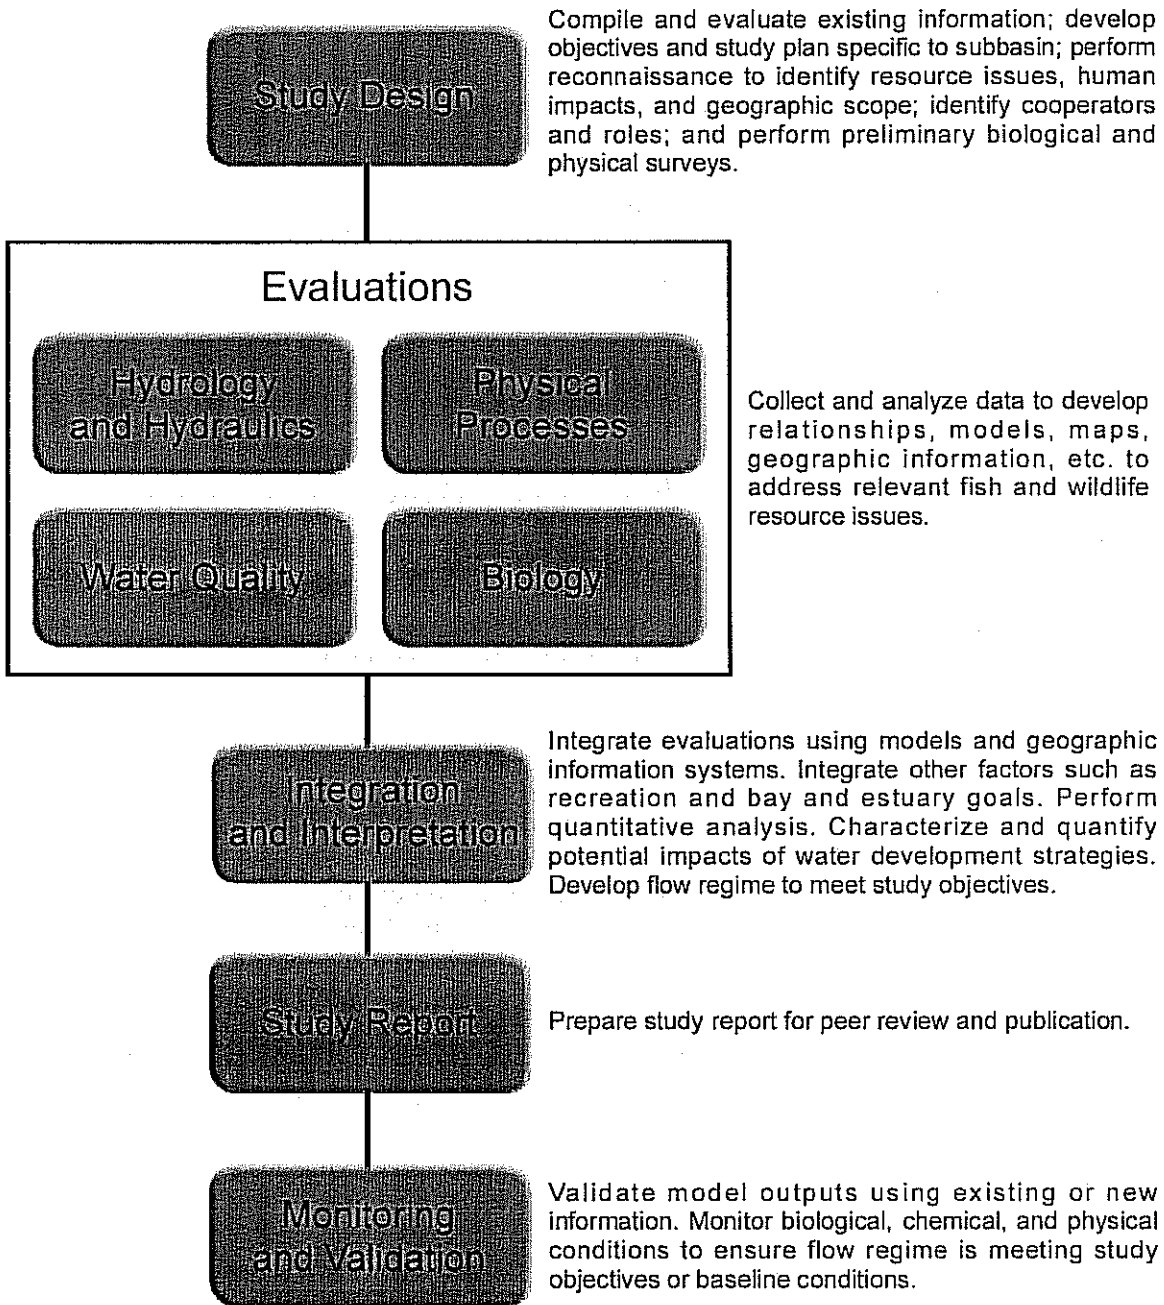 Study Design
Compile and evaluate existing information; develop
objectives and study plan specific to subbasin; perform
reconnaissance to identify resource issues, human
impacts, and geographic scope; identify cooperators
and roles; and perform preliminary biological and
physical surveys.
Evaluations
Hydrology
and Hydraulics
Physical
Processes
Water Quality
Biology
Collect and analyze data to develop
relationships, models, maps,
geographic information, etc. to
address relevant fish and wildlife
resource issues.
Integration
and Interpretation
Integrate evaluations using models and geographic
information systems. Integrate other factors such as
recreation and bay and estuary goals. Perform
quantitative analysis. Characterize and quantify
potential impacts of water development strategies.
Develop flow regime to meet study objectives.
Study Report
Prepare study report for peer review and publication.
Monitoring
and Validation
Validate model outputs using existing or new
information. Monitor biological, chemical, and physical
conditions to ensure flow regime is meeting study
objectives or baseline conditions.